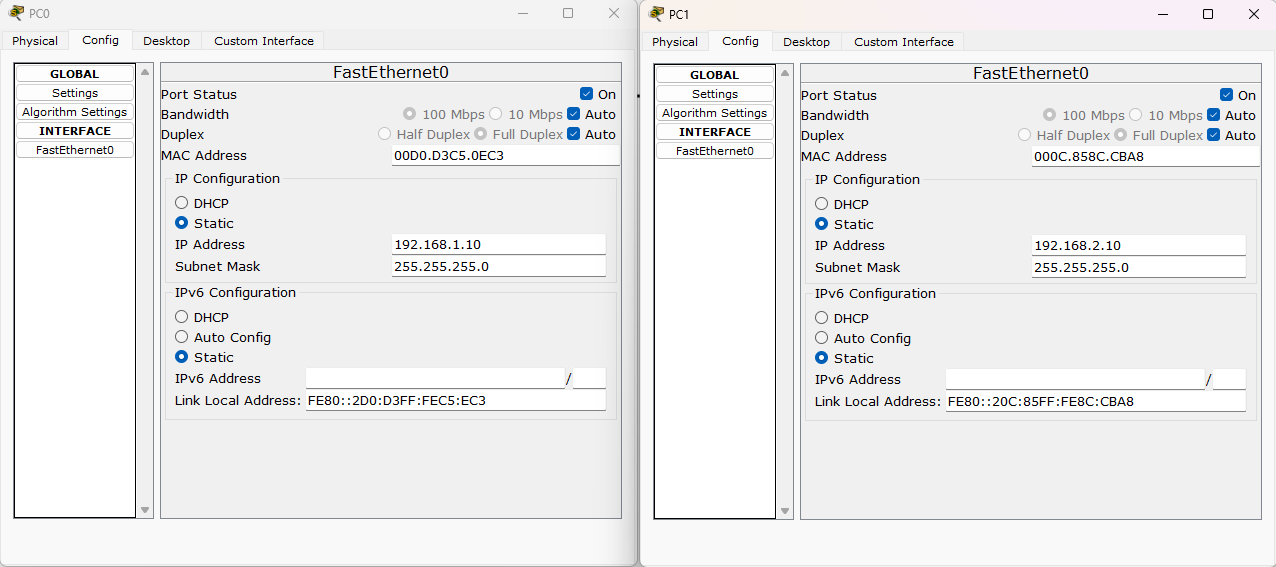 PC0
Physical Config Desktop Custom Interface
GLOBAL
Settings
Algorithm Settings
INTERFACE
FastEthernet0
FastEthernet0
Port Status On
Bandwidth 100 Mbps 10 Mbps Auto
Duplex Half Duplex Full Duplex Auto
MAC Address 00D0.D3C5.0EC3
IP Configuration
DHCP
Static
IP Address 192.168.1.10
Subnet Mask 255.255.255.0
IPv6 Configuration
DHCP
Auto Config
Static
IPv6 Address /
Link Local Address: FE80::2D0:D3FF:FEC5:EC3
PC1
Physical Config Desktop Custom Interface
GLOBAL
Settings
Algorithm Settings
INTERFACE
FastEthernet0
FastEthernet0
Port Status On
Bandwidth 100 Mbps 10 Mbps Auto
Duplex Half Duplex Full Duplex Auto
MAC Address 000C.858C.CBA8
IP Configuration
DHCP
Static
IP Address 192.168.2.10
Subnet Mask 255.255.255.0
IPv6 Configuration
DHCP
Auto Config
Static
IPv6 Address /
Link Local Address: FE80::20C:85FF:FE8C:CBA8